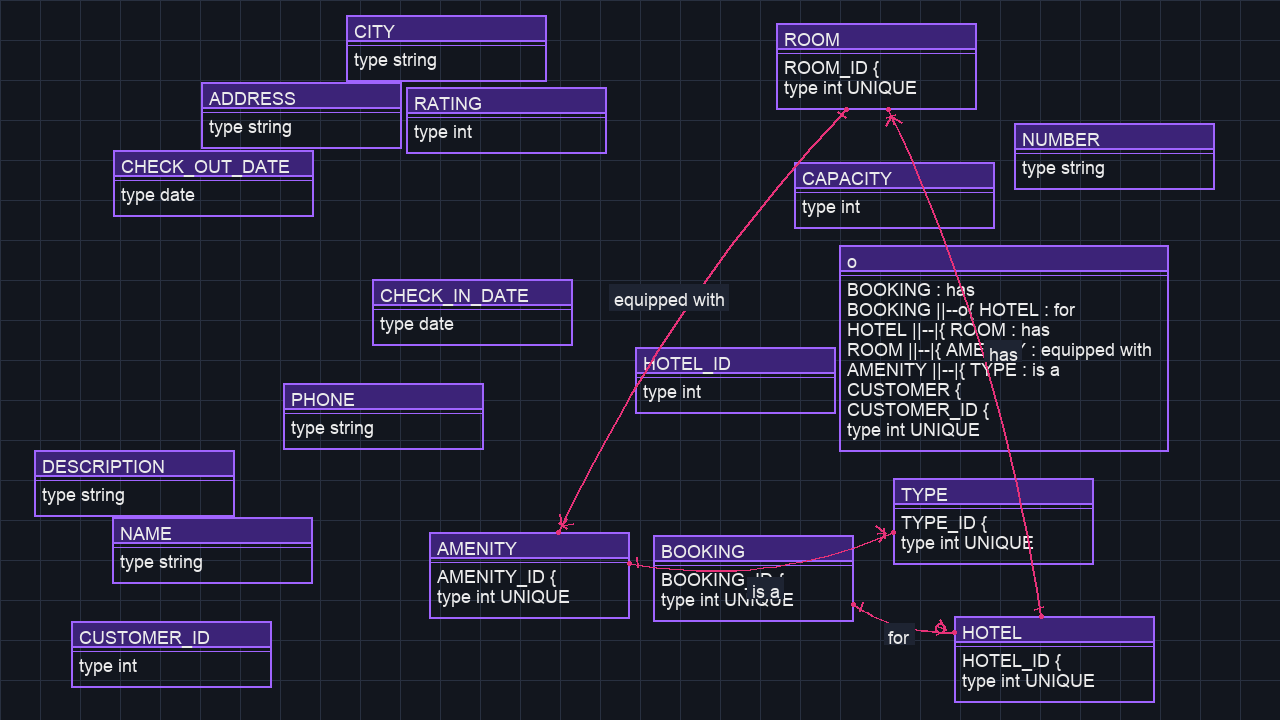 CITY
type string
ROOM
ROOM_ID {
type int UNIQUE
ADDRESS
type string
RATING
type int
NUMBER
type string
CHECK_OUT_DATE
type date
CAPACITY
type int
o
BOOKING : has
BOOKING ||--o{ HOTEL : for
HOTEL ||--|{ ROOM : has
ROOM ||--|{ AMENITY : equipped with
AMENITY ||--|{ TYPE : is a
CUSTOMER {
CUSTOMER_ID {
type int UNIQUE
has
CHECK_IN_DATE
type date
equipped with
HOTEL_ID
type int
PHONE
type string
DESCRIPTION
type string
NAME
type string
TYPE
TYPE_ID {
type int UNIQUE
AMENITY
AMENITY_ID {
type int UNIQUE
BOOKING
BOOKING_ID {
type int UNIQUE
is a
for
HOTEL
HOTEL_ID {
type int UNIQUE
CUSTOMER_ID
type int